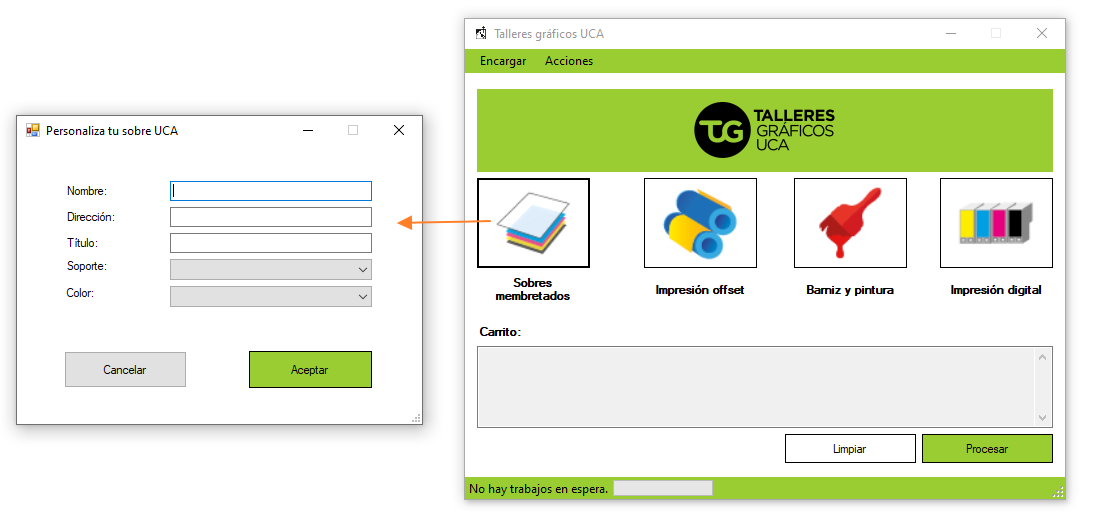 Personaliza tu sobre UCA
Nombre:
Dirección:
Título:
Soporte:
Color:
Cancelar
Aceptar
Talleres gráficos UCA
Encargar
Acciones
TG
TALLERES
GRÁFICOS
UCA
Sobres
membretados
Impresión offset
Barniz y pintura
Impresión digital
Carrito:
Limpiar
Procesar
No hay trabajos en espera.